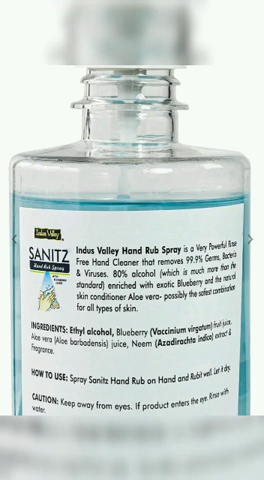 Indus Valley
SANITZ
Hand Rub Spray
Indus Valley Hand Rub Spray is a Very Powerful Rinse
Free Hand Cleaner that removes 99.9% Germs, Bacteria
& Viruses. 80% alcohol (which is much more than the
standard) enriched with exotic Blueberry and the natural
skin conditioner Aloe vera- possibly the safest combination
for all types of skin.
INGREDIENTS: Ethyl alcohol, Blueberry (Vaccinium virgatum) fruit juice,
Aloe vera (Aloe barbadensis) juice, Neem (Azadirachta indica) extract &
Fragrance.
HOW TO USE: Spray Sanitz Hand Rub on Hand and Rubit well. Let it dry.
CAUTION: Keep away from eyes. If product enters the eye. Rinse with
water.